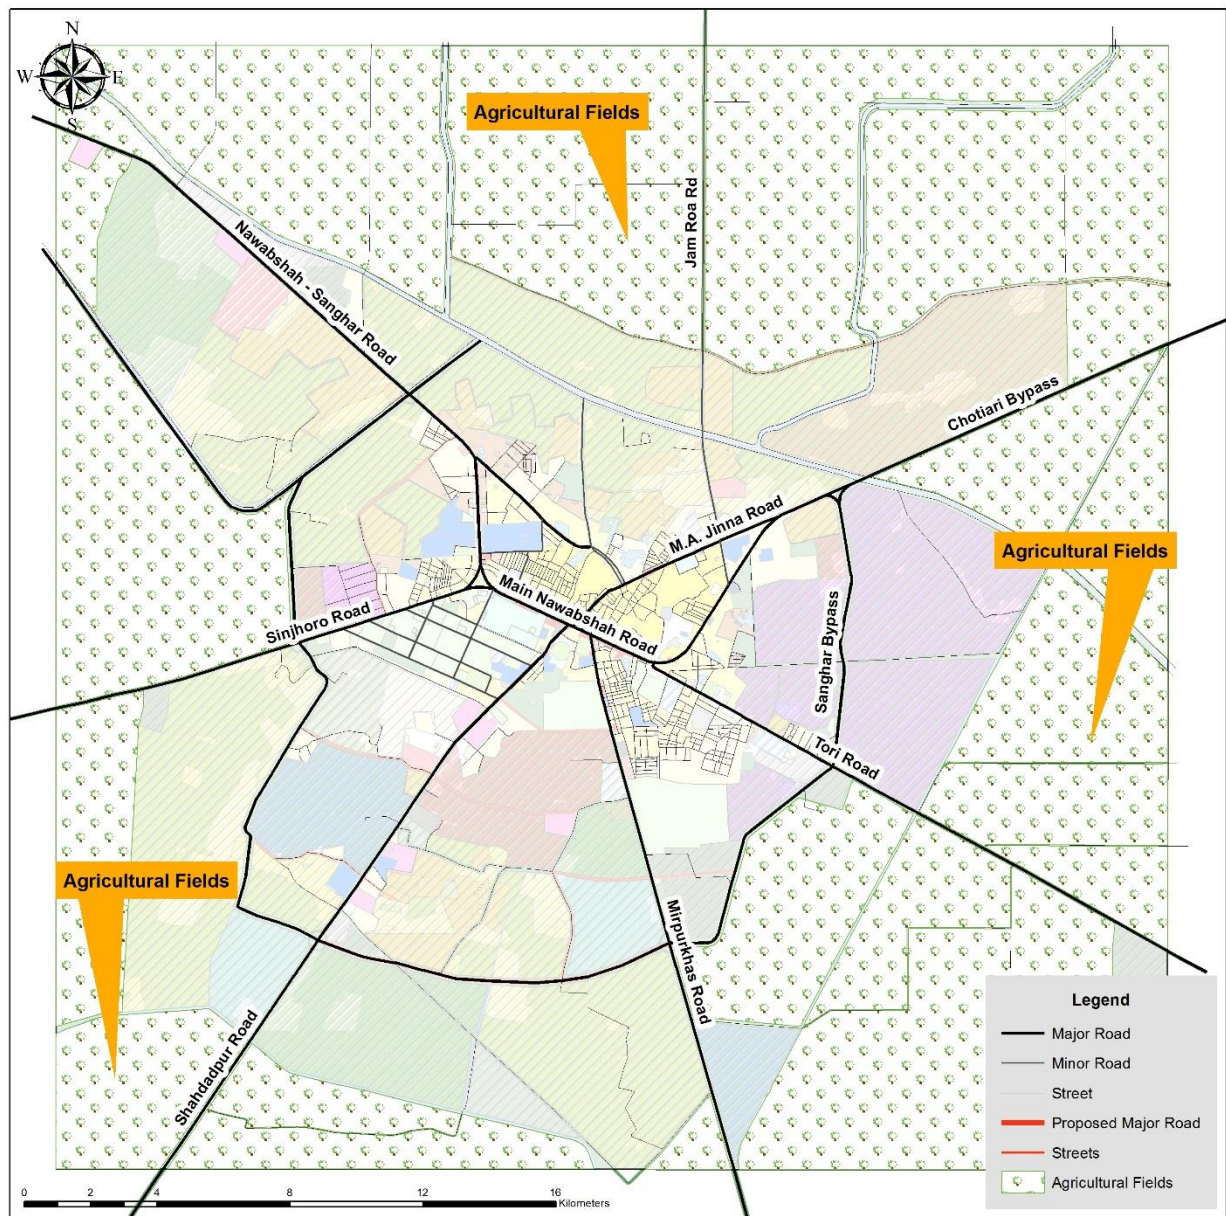 N
W E
S
Agricultural Fields
Jam Roa Rd
Nawabshah - Sanghar Road
Chotiari Bypass
M.A. Jinna Road
Agricultural Fields
Main Nawabshah Road
Sinjhoro Road
Sanghar Bypass
Tori Road
Agricultural Fields
Mirpurkhas Road
Shahdadpur Road
Legend
Major Road
Minor Road
Street
Proposed Major Road
Streets
Agricultural Fields
0 2 4 8 12 16
Kilometers